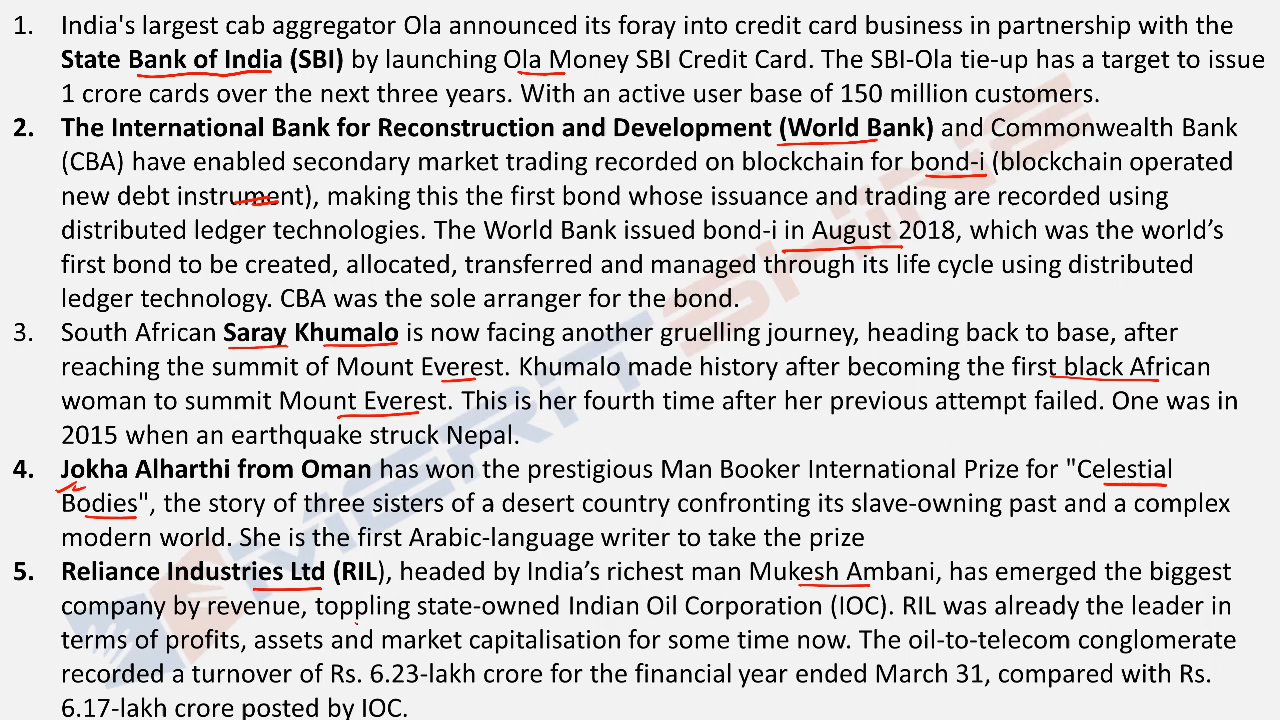 1. India's largest cab aggregator Ola announced its foray into credit card business in partnership with the
State Bank of India (SBI) by launching Ola Money SBI Credit Card. The SBI-Ola tie-up has a target to issue
1 crore cards over the next three years. With an active user base of 150 million customers.
2. The International Bank for Reconstruction and Development (World Bank) and Commonwealth Bank
(CBA) have enabled secondary market trading recorded on blockchain for bond-i (blockchain operated
new debt instrument), making this the first bond whose issuance and trading are recorded using
distributed ledger technologies. The World Bank issued bond-i in August 2018, which was the world’s
first bond to be created, allocated, transferred and managed through its life cycle using distributed
ledger technology. CBA was the sole arranger for the bond.
3. South African Saray Khumalo is now facing another gruelling journey, heading back to base, after
reaching the summit of Mount Everest. Khumalo made history after becoming the first black African
woman to summit Mount Everest. This is her fourth time after her previous attempt failed. One was in
2015 when an earthquake struck Nepal.
4. Jokha Alharthi from Oman has won the prestigious Man Booker International Prize for "Celestial
Bodies", the story of three sisters of a desert country confronting its slave-owning past and a complex
modern world. She is the first Arabic-language writer to take the prize
5. Reliance Industries Ltd (RIL), headed by India’s richest man Mukesh Ambani, has emerged the biggest
company by revenue, toppling state-owned Indian Oil Corporation (IOC). RIL was already the leader in
terms of profits, assets and market capitalisation for some time now. The oil-to-telecom conglomerate
recorded a turnover of Rs. 6.23-lakh crore for the financial year ended March 31, compared with Rs.
6.17-lakh crore posted by IOC.
MERIT SHINE